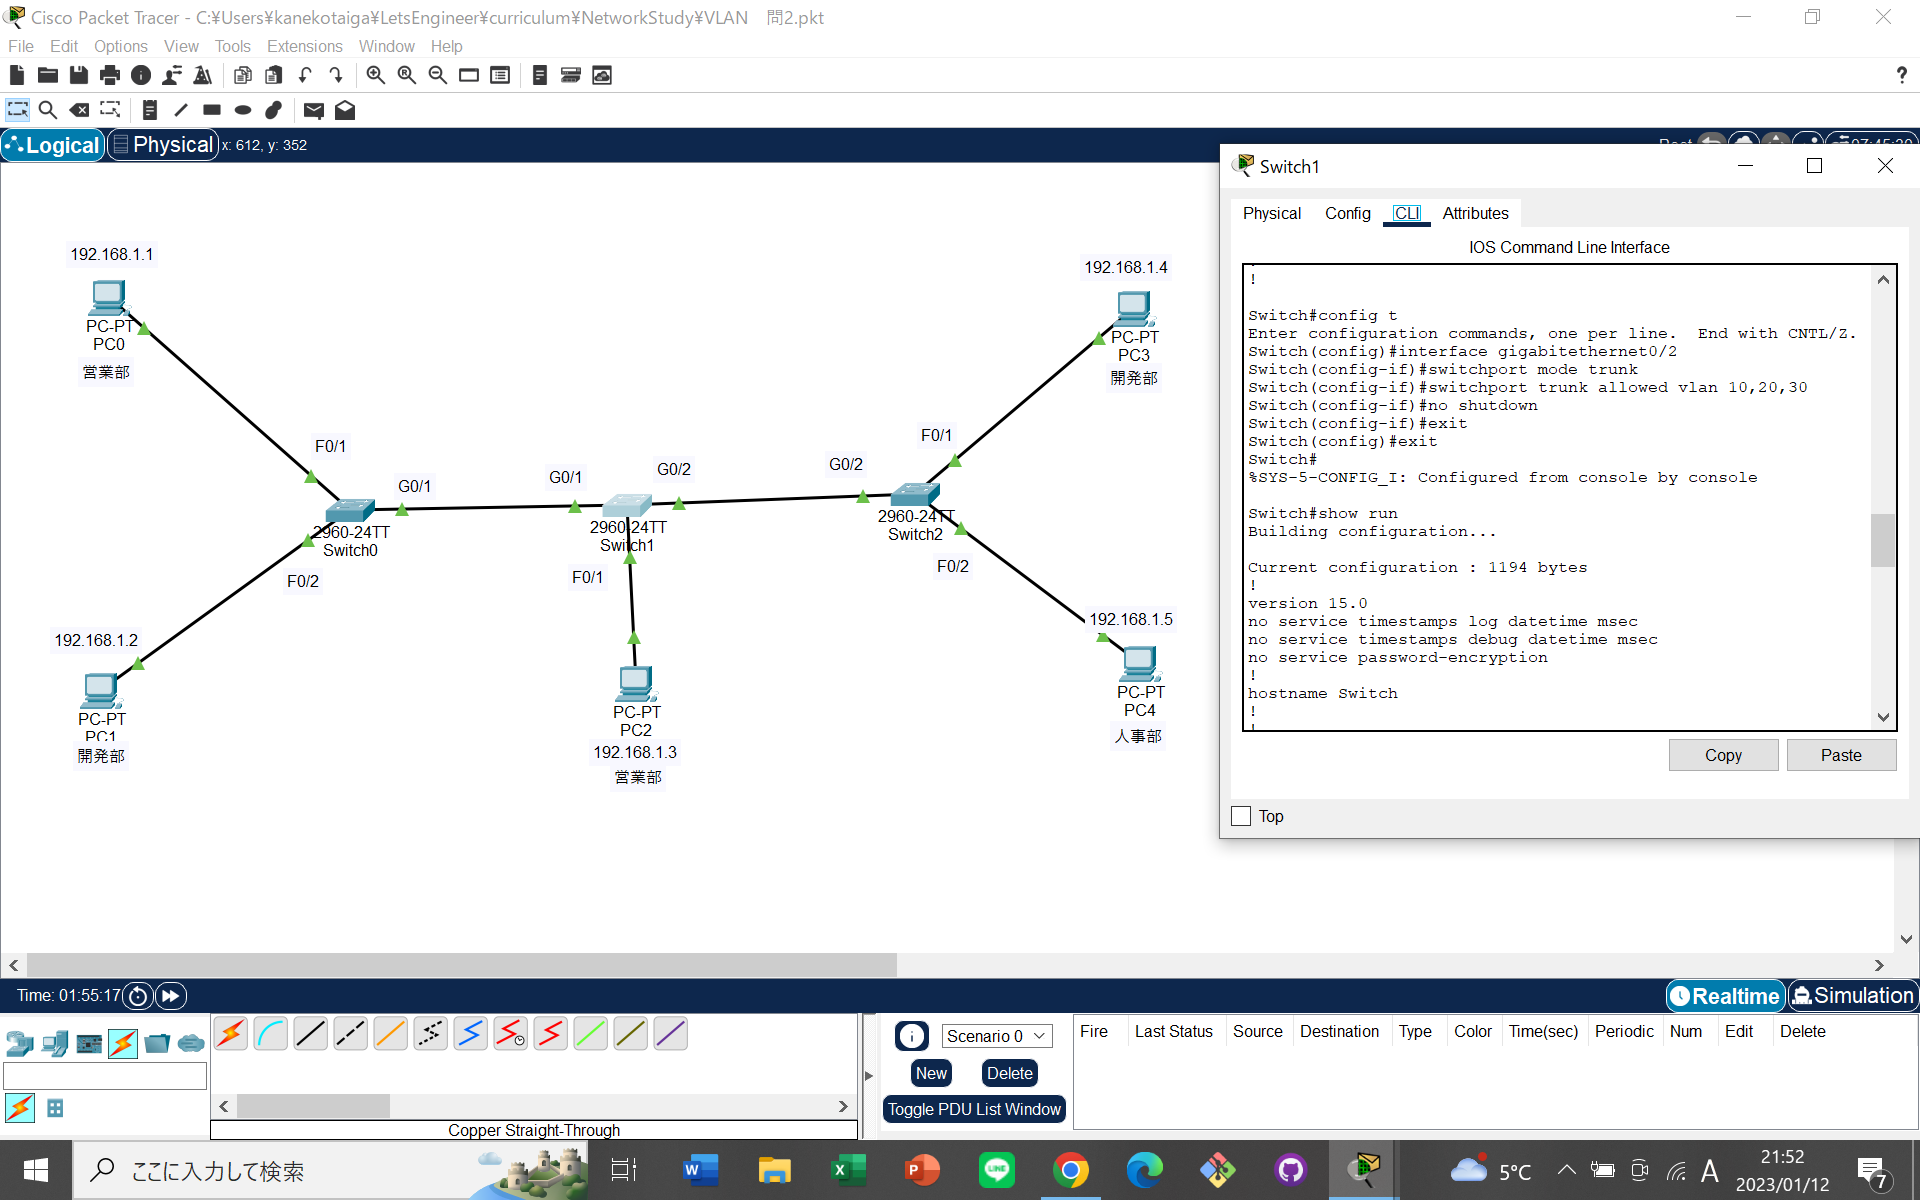 Cisco Packet Tracer - C:¥Users¥kanekotaiga¥LetsEngineer¥curriculum¥NetworkStudy¥VLAN　問2.pkt
File Edit Options View Tools Extensions Window Help
?
Logical Physical x: 612, y: 352
Switch1
Physical Config CLI Attributes
IOS Command Line Interface
!
Switch#config t
Enter configuration commands, one per line.  End with CNTL/Z.
Switch(config)#interface gigabitethernet0/2
Switch(config-if)#switchport mode trunk
Switch(config-if)#switchport trunk allowed vlan 10,20,30
Switch(config-if)#no shutdown
Switch(config-if)#exit
Switch(config)#exit
Switch#
%SYS-5-CONFIG_I: Configured from console by console
Switch#show run
Building configuration...
Current configuration : 1194 bytes
!
version 15.0
no service timestamps log datetime msec
no service timestamps debug datetime msec
no service password-encryption
!
hostname Switch
!
Copy Paste
Top
192.168.1.1
PC-PT
PC0
営業部
F0/1
G0/1
2960-24TT
Switch0
F0/2
192.168.1.2
PC-PT
PC1
開発部
G0/1
G0/2
2960-24TT
Switch1
F0/1
PC-PT
PC2
192.168.1.3
営業部
192.168.1.4
PC-PT
PC3
開発部
F0/1
G0/2
2960-24TT
Switch2
F0/2
192.168.1.5
PC-PT
PC4
人事部
Time: 01:55:17
Realtime Simulation
Scenario 0
New Delete
Toggle PDU List Window
Fire Last Status Source Destination Type Color Time(sec) Periodic Num Edit Delete
Copper Straight-Through
ここに入力して検索
5°C
A
21:52
2023/01/12
7